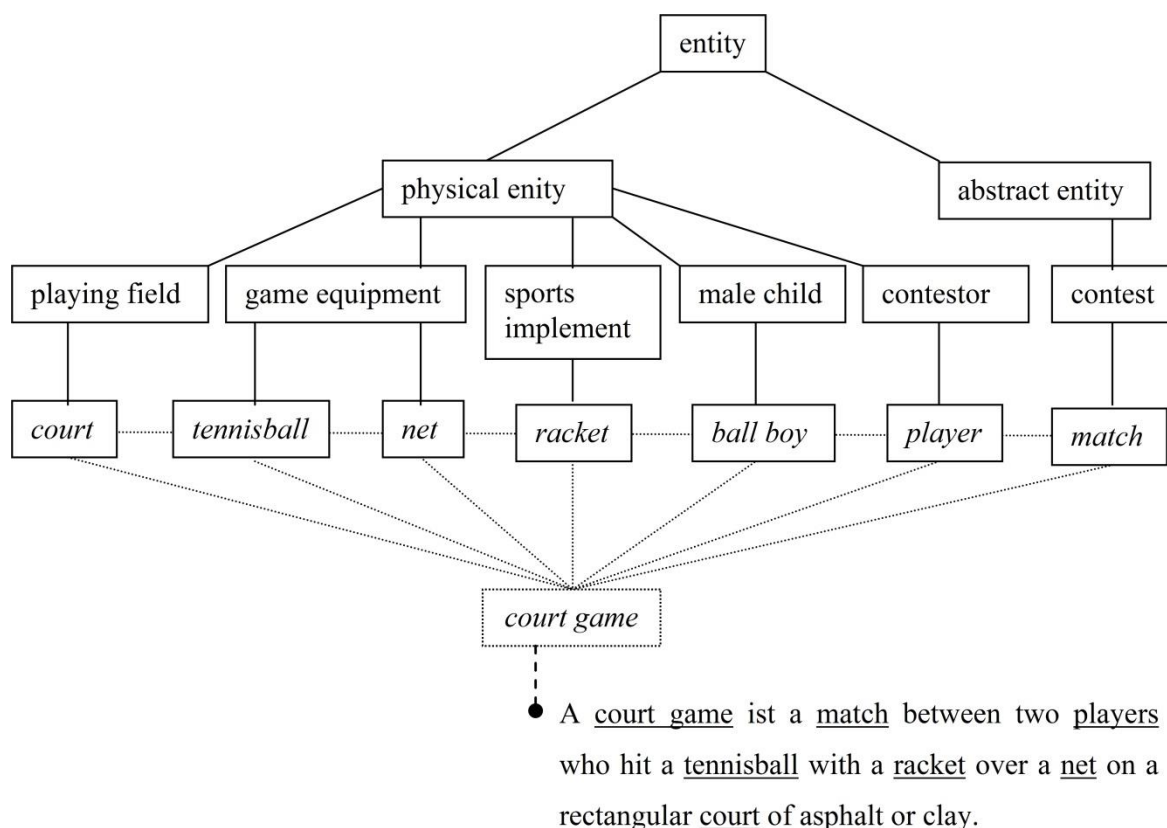 entity
physical enity
abstract entity
playing field
game equipment
sports
implement
male child
contestor
contest
court
tennisball
net
racket
ball boy
player
match
court game
A court game ist a match between two players
who hit a tennisball with a racket over a net on a
rectangular court of asphalt or clay.